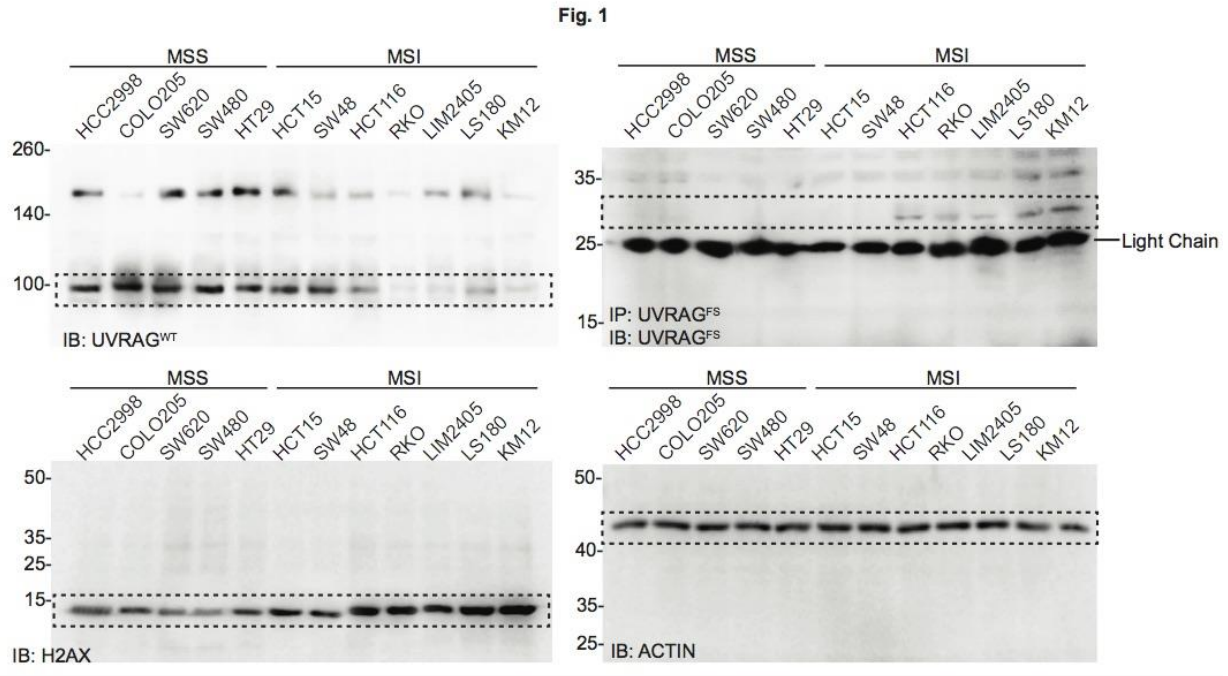 Fig. 1
MSS MSI
HCC2998 COLO205 SW620 SW480 HT29 HCT15 SW48 HCT116 RKO LIM2405 LS180 KM12
260-
140-
100-
IB: UVRAGWT
MSS MSI
HCC2998 COLO205 SW620 SW480 HT29 HCT15 SW48 HCT116 RKO LIM2405 LS180 KM12
35-
25-
Light Chain
15-
IP: UVRAGFS
IB: UVRAGFS
MSS MSI
HCC2998 COLO205 SW620 SW480 HT29 HCT15 SW48 HCT116 RKO LIM2405 LS180 KM12
50-
35-
25-
15-
IB: H2AX
MSS MSI
HCC2998 COLO205 SW620 SW480 HT29 HCT15 SW48 HCT116 RKO LIM2405 LS180 KM12
50-
40-
35-
25-
IB: ACTIN